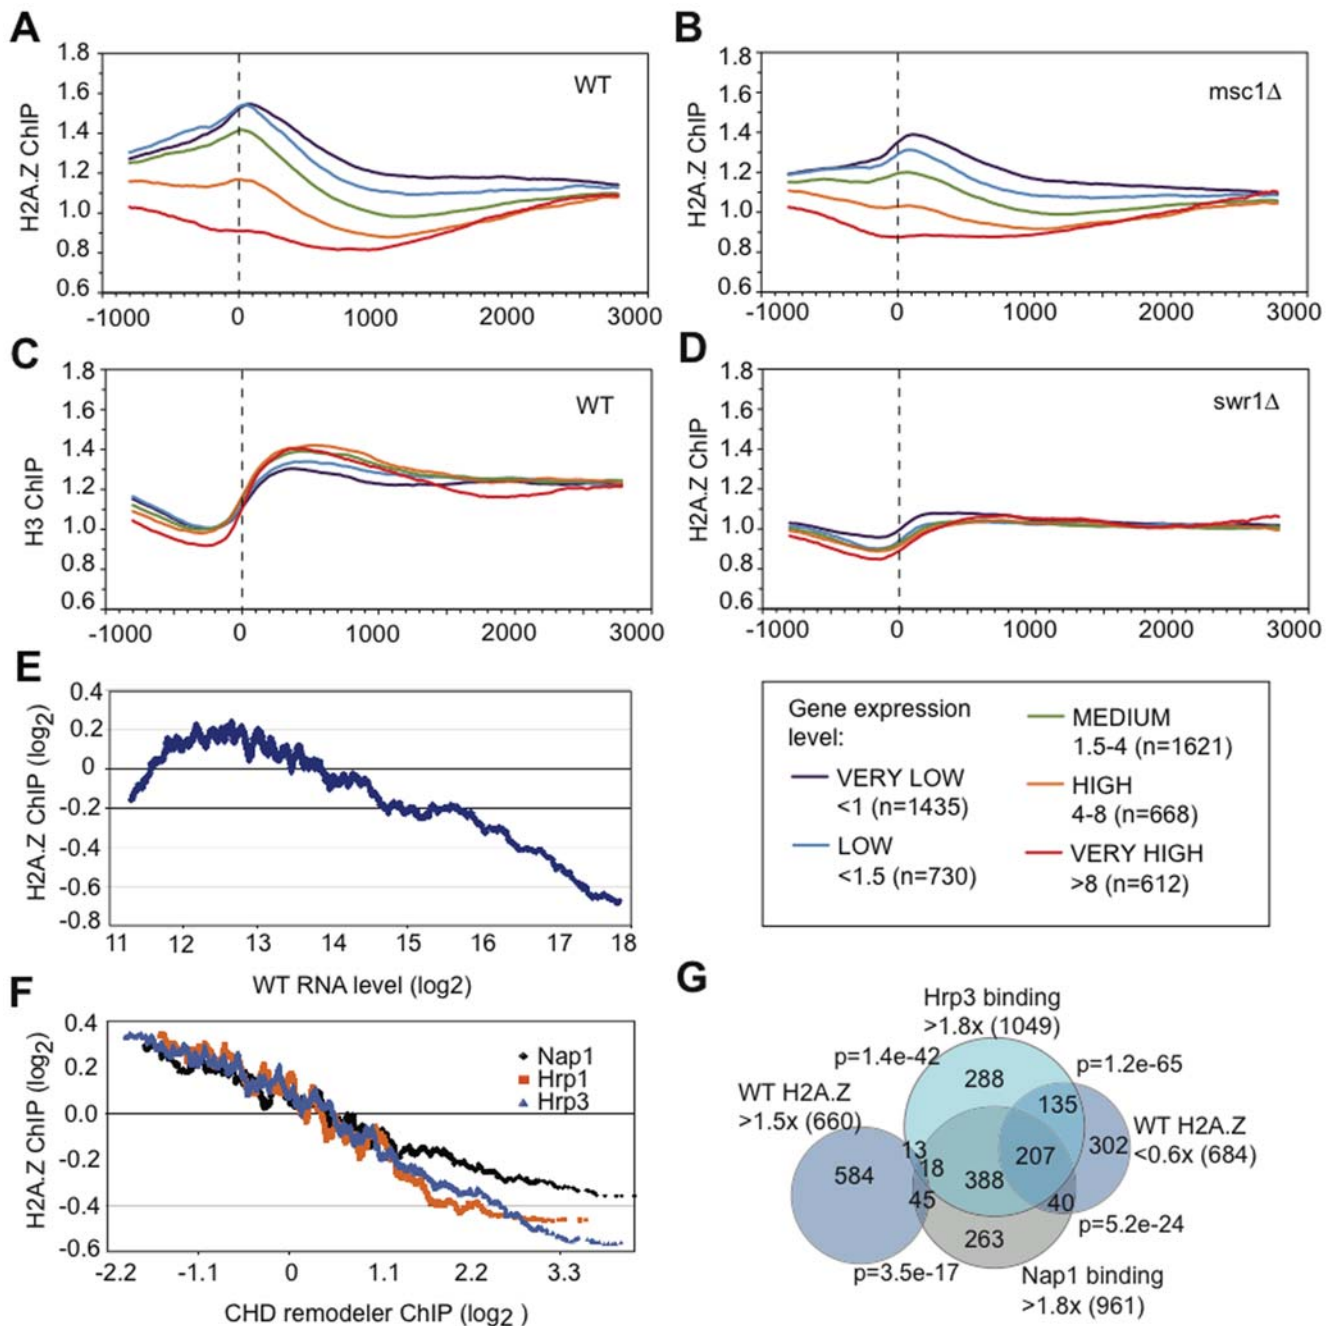 A
1.8
1.6
1.4
1.2
1.0
0.8
0.6
H2A.Z ChIP
WT
-1000
0
1000
2000
3000
B
1.8
1.6
1.4
1.2
1.0
0.8
0.6
H2A.Z ChIP
msc1Δ
-1000
0
1000
2000
3000
C
1.8
1.6
1.4
1.2
1.0
0.8
0.6
H3 ChIP
WT
-1000
0
1000
2000
3000
D
1.8
1.6
1.4
1.2
1.0
0.8
0.6
H2A.Z ChIP
swr1Δ
-1000
0
1000
2000
3000
E
0.4
0.2
0
-0.2
-0.4
-0.6
-0.8
H2A.Z ChIP (log2)
11
12
13
14
15
16
17
18
WT RNA level (log2)
Gene expression
level:
VERY LOW
<1 (n=1435)
LOW
<1.5 (n=730)
MEDIUM
1.5-4 (n=1621)
HIGH
4-8 (n=668)
VERY HIGH
>8 (n=612)
F
0.4
0.2
0.0
-0.2
-0.4
-0.6
H2A.Z ChIP (log2)
Nap1
Hrp1
Hrp3
-2.2
-1.1
0
1.1
2.2
3.3
CHD remodeler ChIP (log2 )
G
Hrp3 binding
>1.8x (1049)
p=1.4e-42
p=1.2e-65
288
WT H2A.Z
>1.5x (660)
135
WT H2A.Z
<0.6x (684)
13
302
584
18
388
207
45
40
263
p=5.2e-24
p=3.5e-17
Nap1 binding
>1.8x (961)